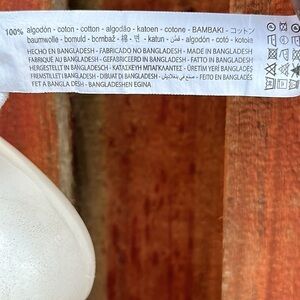 100% algodón - coton - cotton - algodão - katoen - cotone - ΒΑΜΒΑΚΙ - コットン
baumwolle - bomuld - bombaž - 棉 - 면 - katun - قطن - algodón - cotó - kotoia
HECHO EN BANGLADESH - FABRICADO NO BANGLADESH - MADE IN BANGLADESH
FABRIQUÉ AU BANGLADESH - GEFABRICEERD IN BANGLADESH - FATTO IN BANGLADESH
HERGESTELLT IN BANGLADESCH - ΚΑΤΑΣΚΕΥΗ ΜΠΑΓΚΛΑΝΤΕΣ - ÜRETİM YERİ BANGLADEŞ
FREMSTILLET I BANGLADESH - DIBUAT DI BANGLADESH - صنع في بنغلاديش - FEITO EN BANGLADESH
FET A BANGLA DESH - BANGLADESHEN EGINA